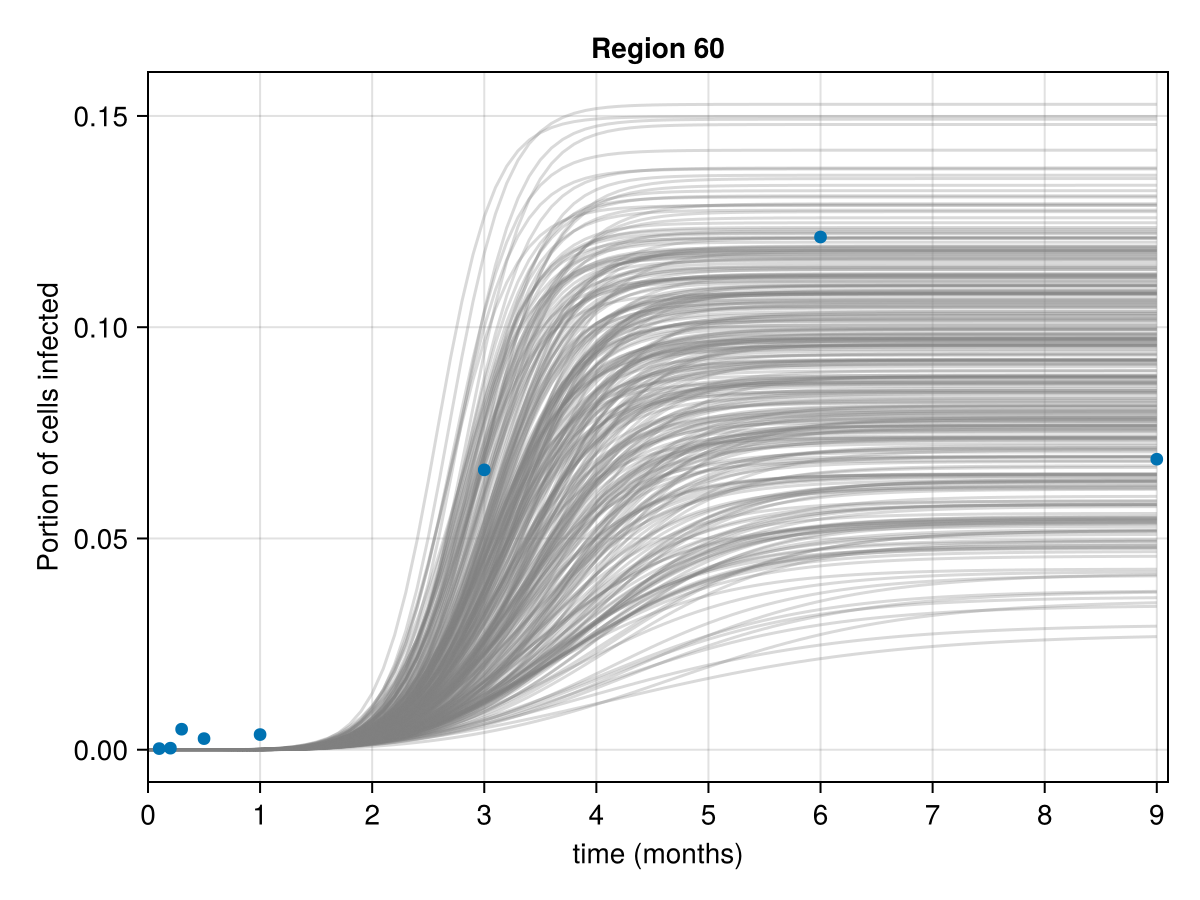 Region 60
0.15
0.10
0.05
0.00
Portion of cells infected
0 1 2 3 4 5 6 7 8 9
time (months)